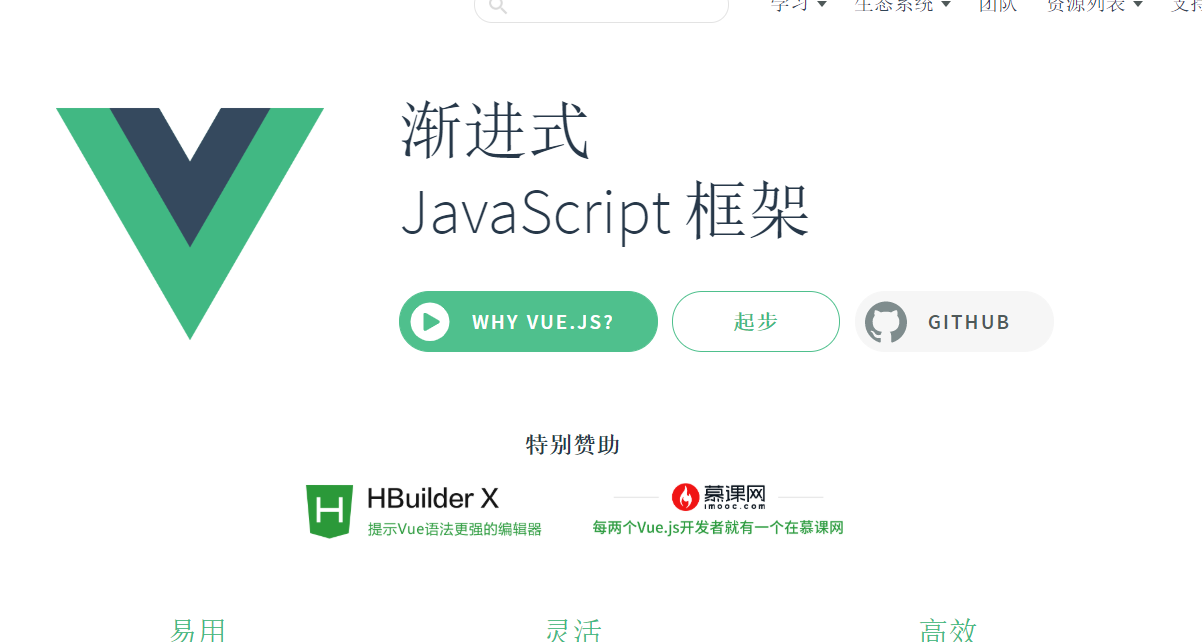 学习 生态系统 团队 资源列表 支持
渐进式
JavaScript 框架
WHY VUE.JS? 起步 GITHUB
特别赞助
HBuilder X
提示Vue语法更强的编辑器
慕课网
imooc.com
每两个Vue.js开发者就有一个在慕课网
易用 灵活 高效